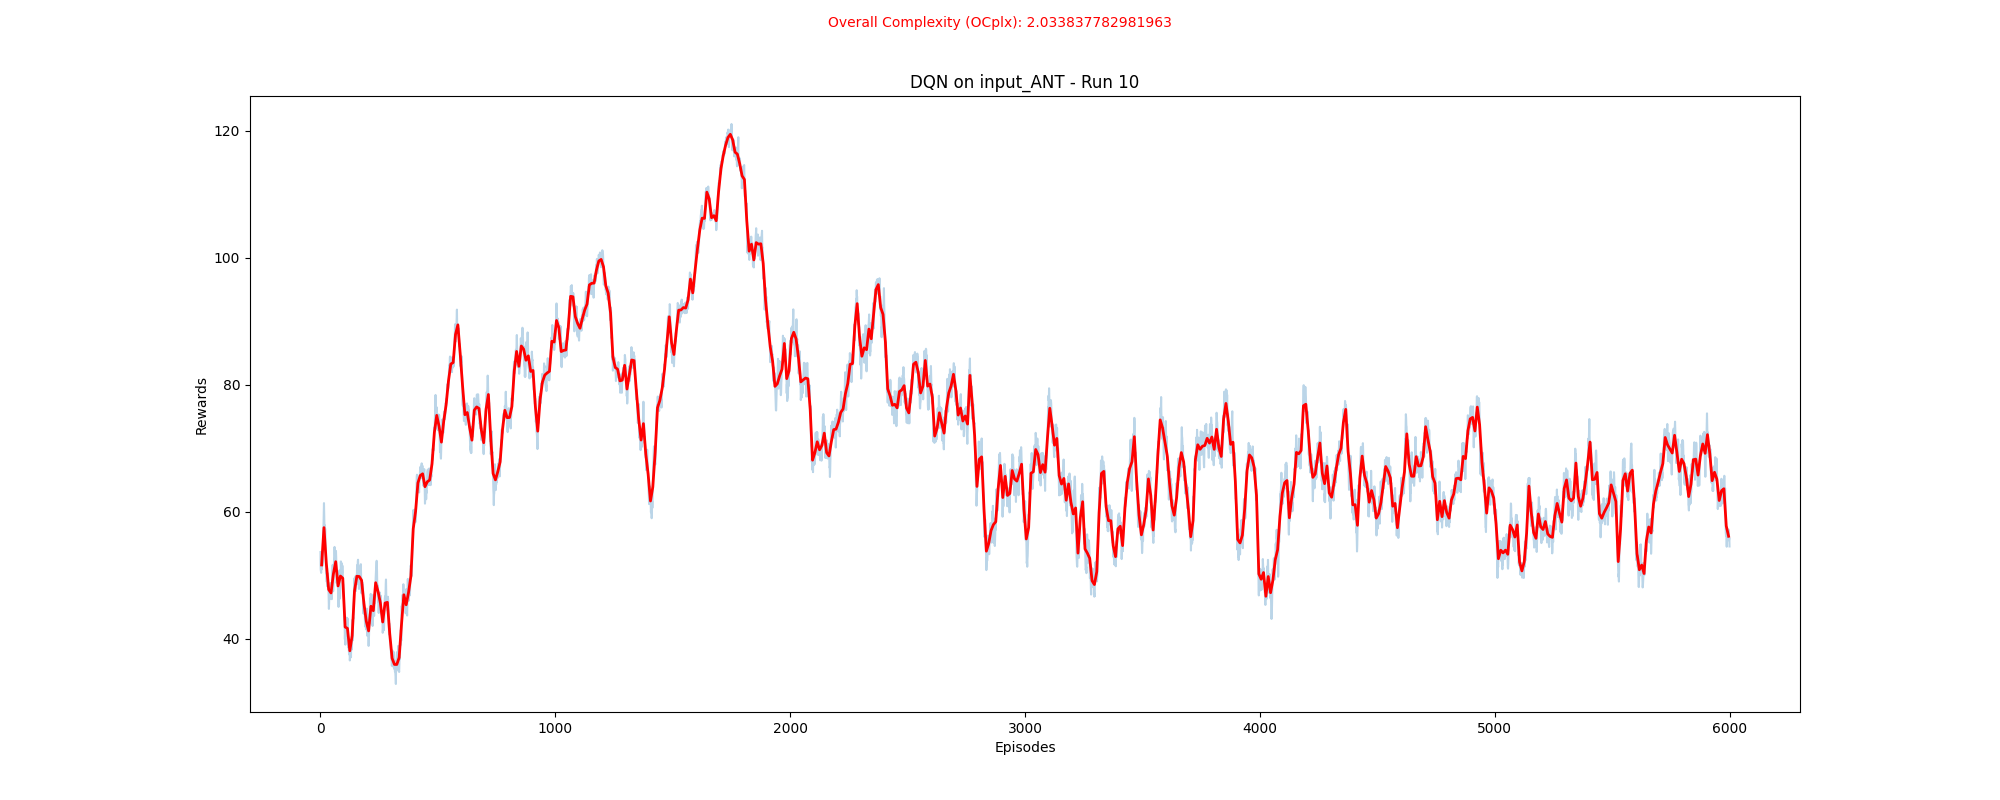 Overall Complexity (OCplx): 2.033837782981963
DQN on input_ANT - Run 10
120
100
80
60
40
Rewards
0 1000 2000 3000 4000 5000 6000
Episodes